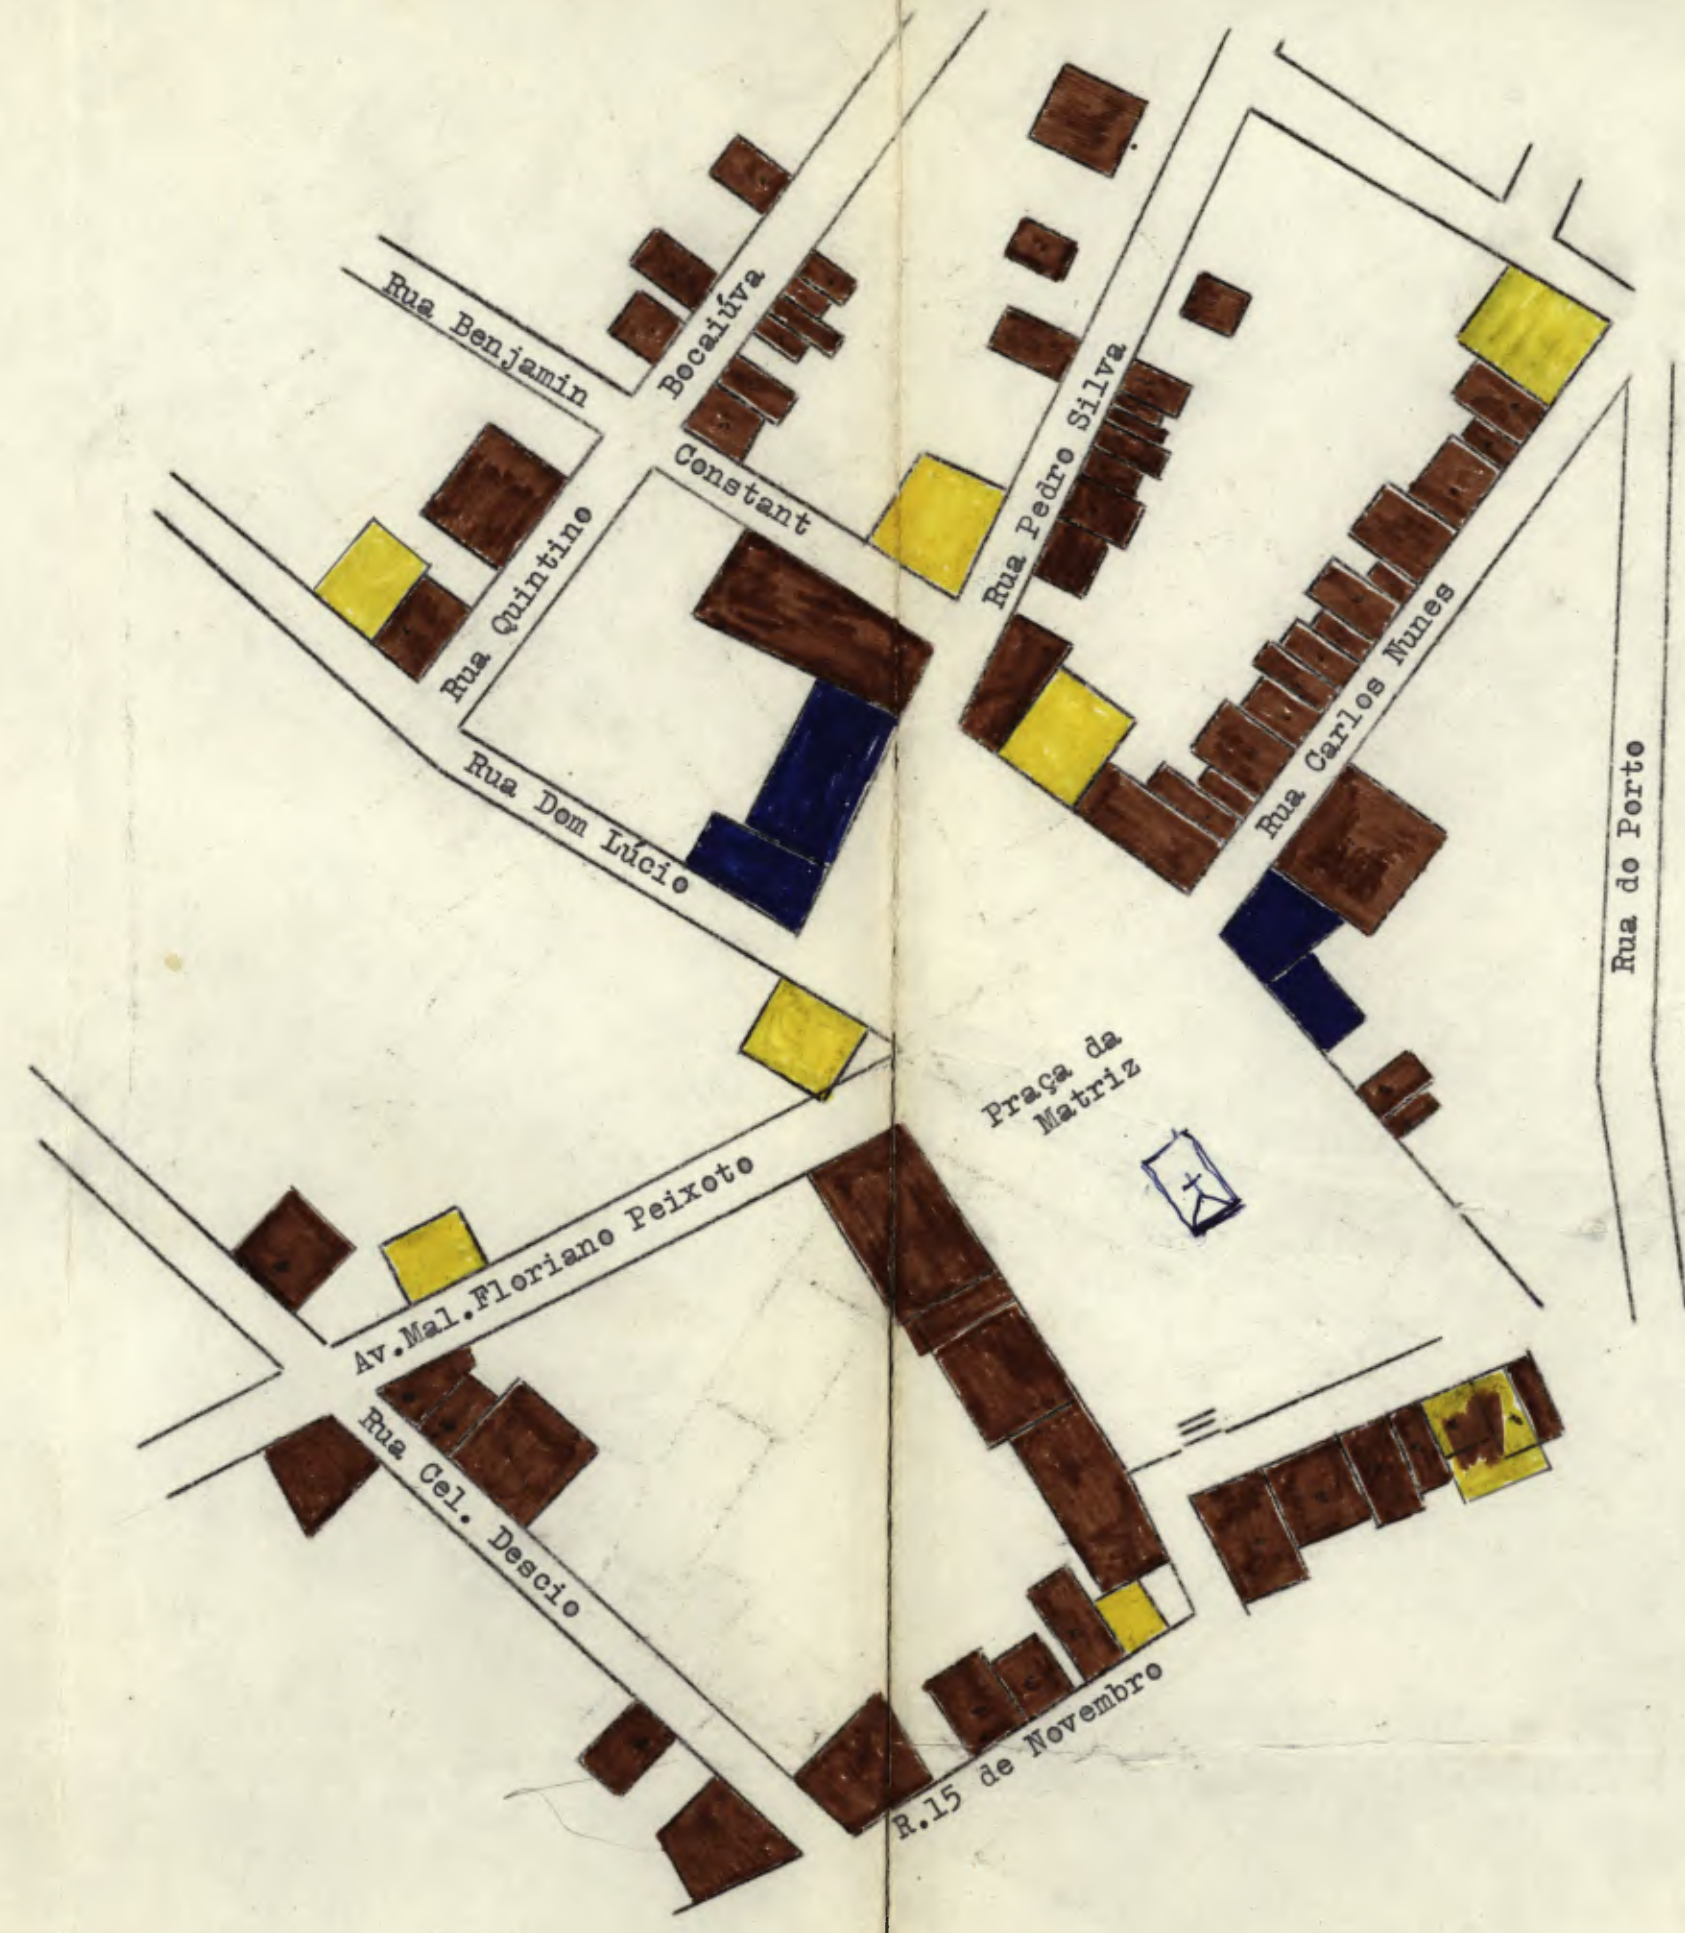 Rua Benjamin
Constant
Rua Quintino
Bocaiúva
Rua Pedro Silva
Rua Dom Lúcio
Rua Carlos Nunes
Rua do Porto
Praça da
Matriz
Av.Mal.Floriano Peixoto
Rua Cel. Descio
R.15 de Novembro